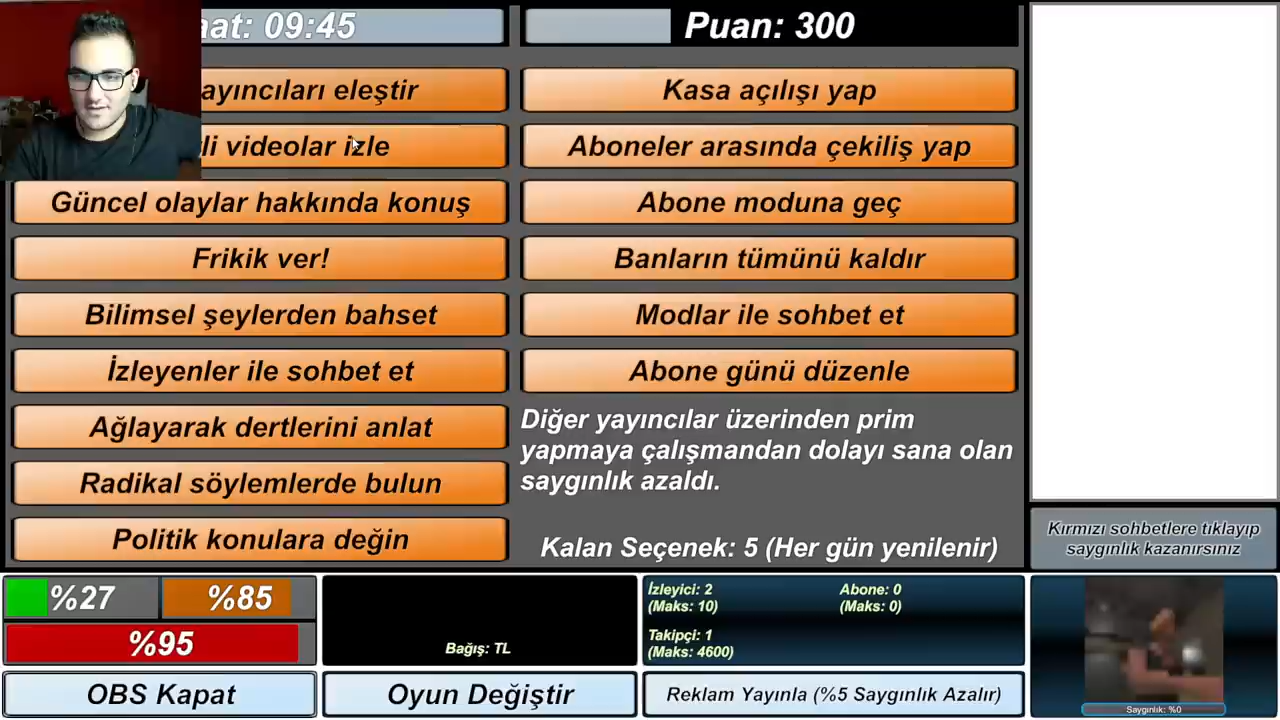 aat: 09:45
Puan: 300
ayıncıları eleştir
li videolar izle
Güncel olaylar hakkında konuş
Frikik ver!
Bilimsel şeylerden bahset
İzleyenler ile sohbet et
Ağlayarak dertlerini anlat
Radikal söylemlerde bulun
Politik konulara değin
Kasa açılışı yap
Aboneler arasında çekiliş yap
Abone moduna geç
Banların tümünü kaldır
Modlar ile sohbet et
Abone günü düzenle
Diğer yayıncılar üzerinden prim
yapmaya çalışmandan dolayı sana olan
saygınlık azaldı.
Kalan Seçenek: 5 (Her gün yenilenir)
Kırmızı sohbetlere tıklayıp
saygınlık kazanırsınız
%27
%85
%95
Bağış: TL
İzleyici: 2
(Maks: 10)
Abone: 0
(Maks: 0)
Takipçi: 1
(Maks: 4600)
Saygınlık: %0
OBS Kapat
Oyun Değiştir
Reklam Yayınla (%5 Saygınlık Azalır)